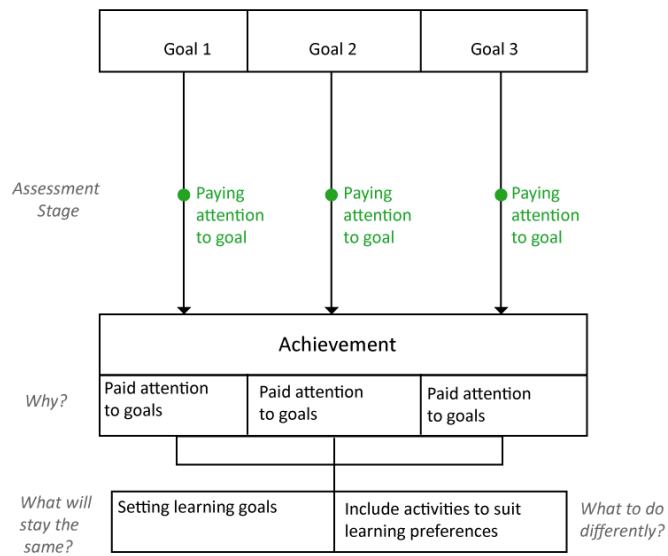 Goal 1
Goal 2
Goal 3
Assessment
Stage
Paying
attention
to goal
Paying
attention
to goal
Paying
attention
to goal
Achievement
Why?
Paid attention
to goals
Paid attention
to goals
Paid attention
to goals
What will
stay the
same?
Setting learning goals
Include activities to suit
learning preferences
What to do
differently?